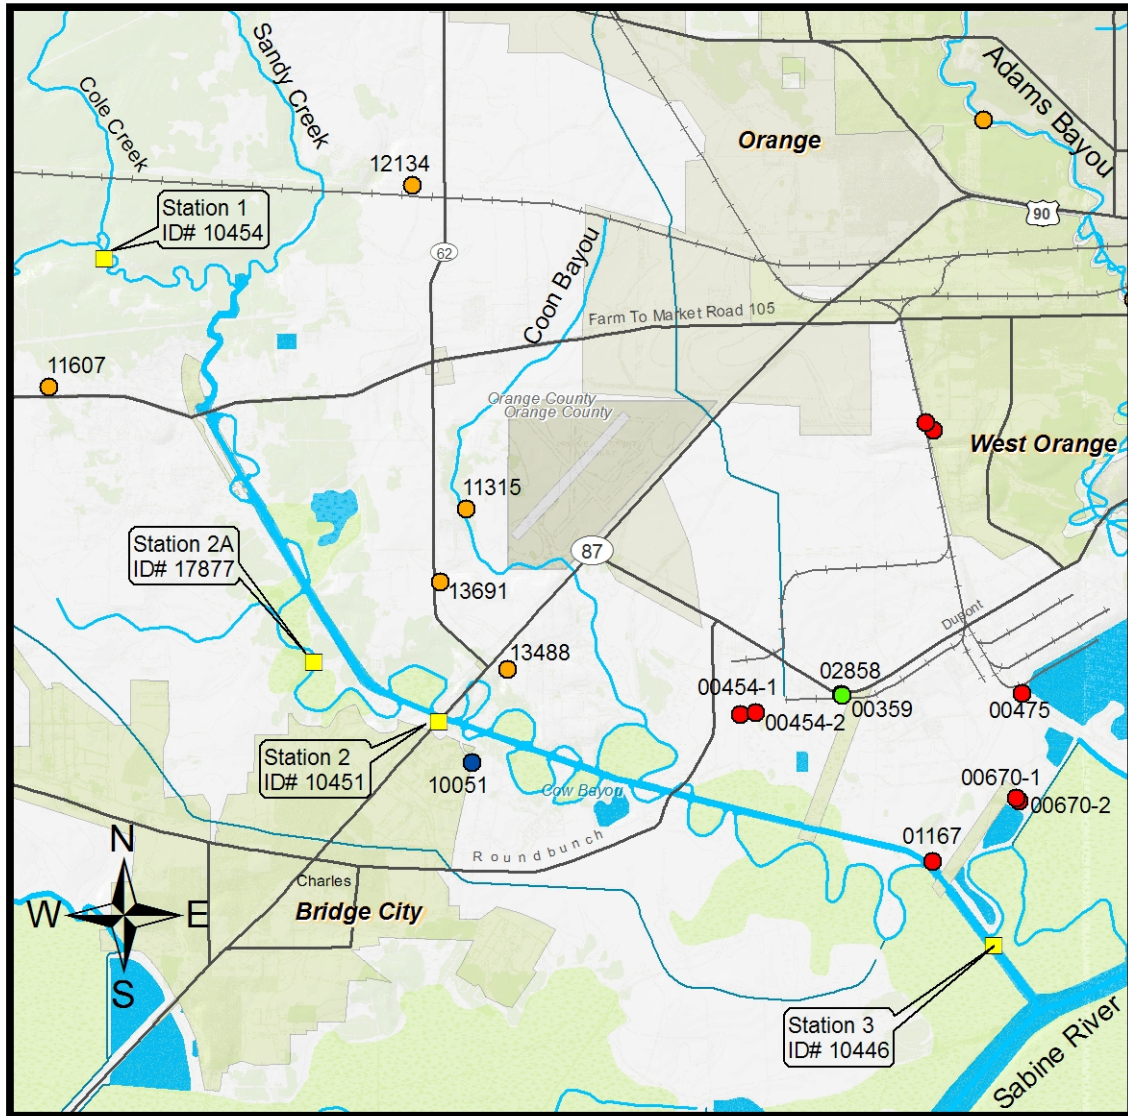 Sandy Creek
Adams Bayou
Cole Creek
Orange
12134
Station 1
ID# 10454
90
62
Coon Bayou
Farm To Market Road 105
11607
Orange County
Orange County
West Orange
11315
Station 2A
ID# 17877
87
13691
Dupont
13488
02858
00454-1
00359
00475
00454-2
Station 2
ID# 10451
10051
Cow Bayou
00670-1
00670-2
01167
Roundbunch
N
Charles
Bridge City
W
E
S
Station 3
ID# 10446
Sabine River